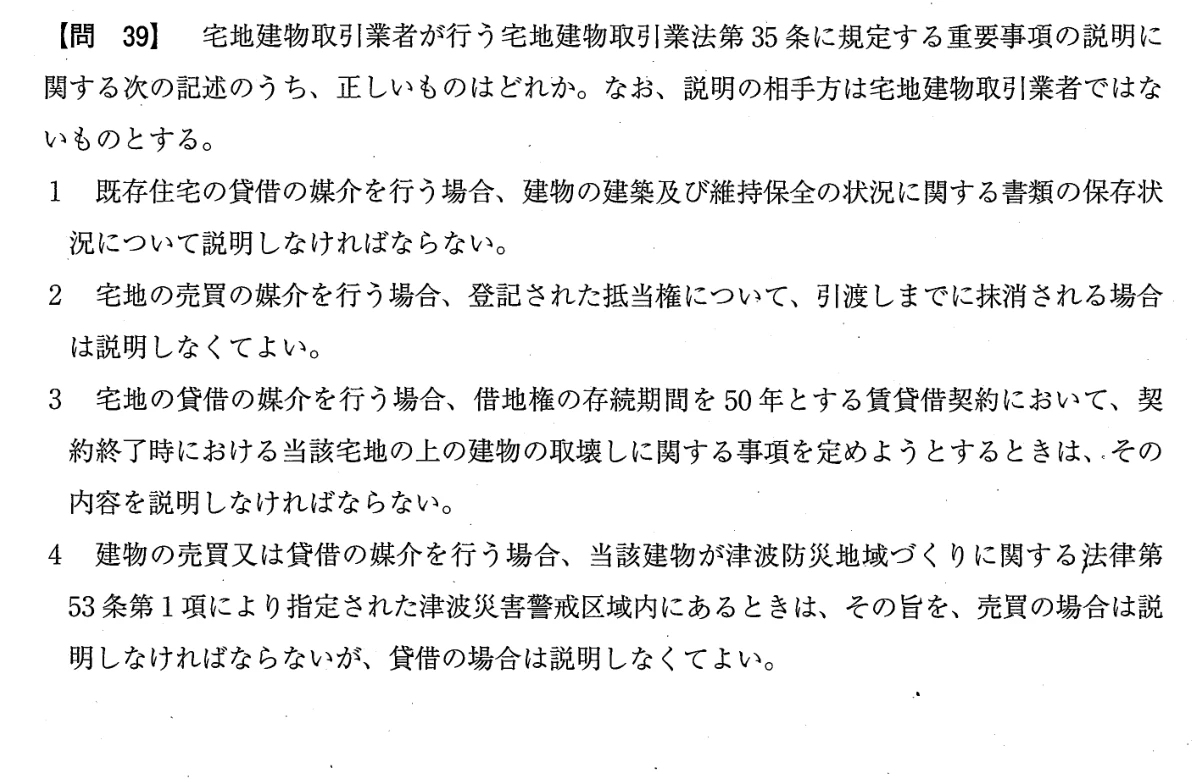 【問　39】　宅地建物取引業者が行う宅地建物取引業法第 35 条に規定する重要事項の説明に
関する次の記述のうち、正しいものはどれか。なお、説明の相手方は宅地建物取引業者ではな
いものとする。
1　既存住宅の貸借の媒介を行う場合、建物の建築及び維持保全の状況に関する書類の保存状
況について説明しなければならない。
2　宅地の売買の媒介を行う場合、登記された抵当権について、引渡しまでに抹消される場合
は説明しなくてよい。
3　宅地の貸借の媒介を行う場合、借地権の存続期間を 50 年とする賃貸借契約において、契
約終了時における当該宅地の上の建物の取壊しに関する事項を定めようとするときは、その
内容を説明しなければならない。
4　建物の売買又は貸借の媒介を行う場合、当該建物が津波防災地域づくりに関する法律第
53 条第 1 項により指定された津波災害警戒区域内にあるときは、その旨を、売買の場合は説
明しなければならないが、貸借の場合は説明しなくてよい。